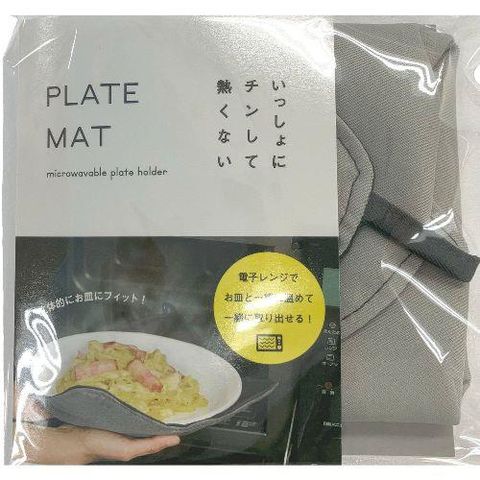 PLATE
MAT
microwavable plate holder
いっしょに
チンして
熱くない
体的にお皿にフィット！
電子レンジで
お皿と一緒に温めて
一緒に取り出せる！